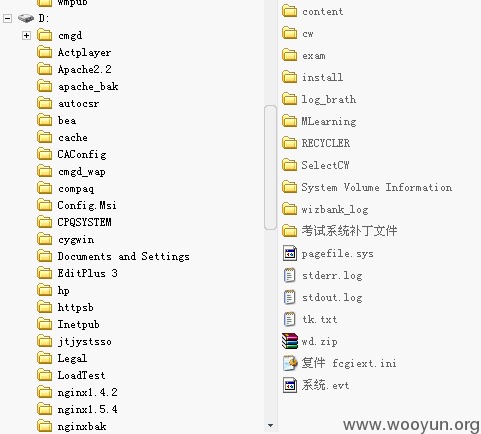 wmpub
D:
cmgd
Actplayer
Apache2.2
apache_bak
autocsr
bea
cache
CAConfig
cmgd_wap
compaq
Config.Msi
CPQSYSTEM
cygwin
Documents and Settings
EditPlus 3
hp
httpsb
Inetpub
jtjystsso
Legal
LoadTest
nginx1.4.2
nginx1.5.4
nginxbak
content
cw
exam
install
log_brath
MLearning
RECYCLER
SelectCW
System Volume Information
wizbank_log
考试系统补丁文件
pagefile.sys
stderr.log
stdout.log
tk.txt
wd.zip
复件 fcgiext.ini
系统.evt
www.wooyun.org